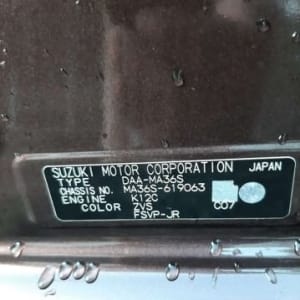 SUZUKI MOTOR CORPORATION JAPAN
TYPE DAA-MA36S
CHASSIS NO. MA36S-619063
ENGINE K12C
COLOR ZVS C07
FSVP-JR